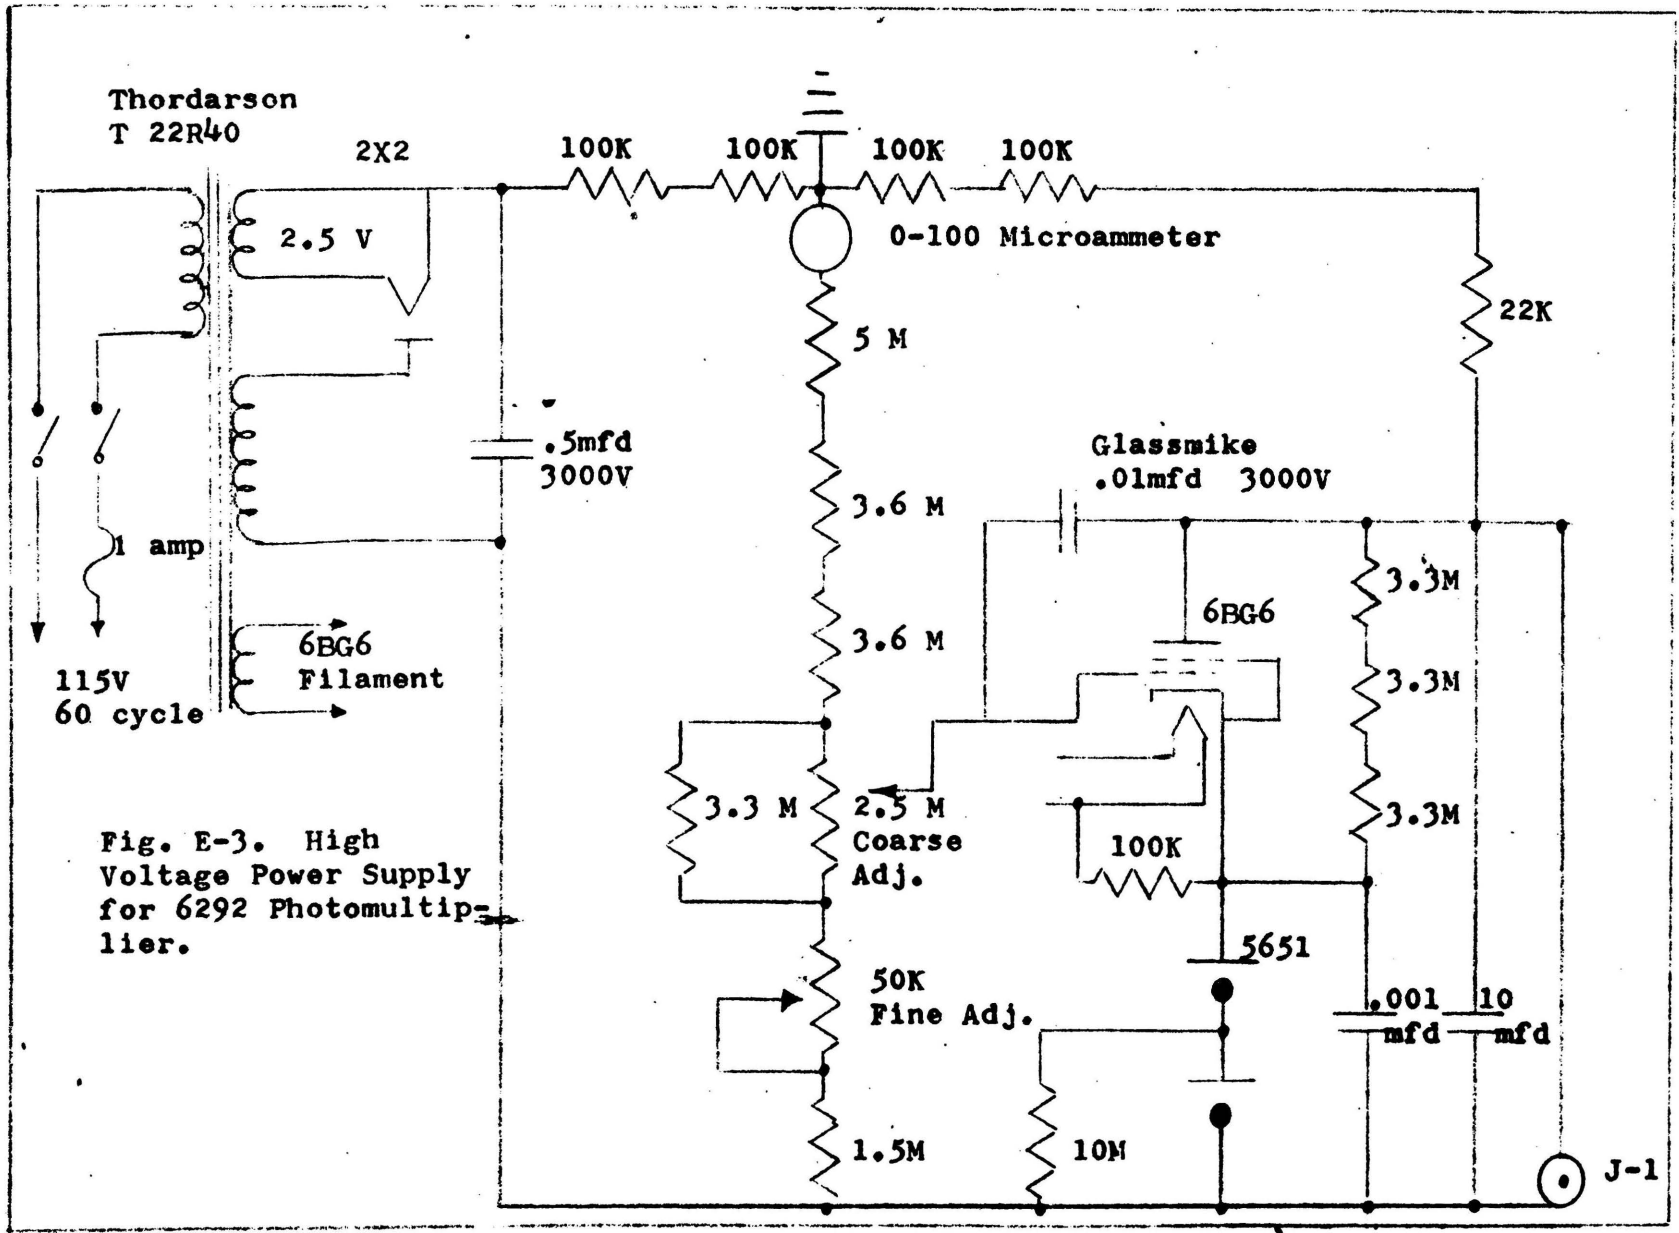 Thordarson
T 22R40
2X2
100K
100K
100K
100K
2.5 V
0-100 Microammeter
22K
5 M
.5mfd
3000V
Glassmike
.01mfd 3000V
3.6 M
1 amp
3.3M
6BG6
3.6 M
6BG6
Filament
3.3M
115V
60 cycle
3.3 M
2.5 M
Coarse
Adj.
3.3M
100K
Fig. E-3. High
Voltage Power Supply
for 6292 Photomultip-
lier.
5651
50K
Fine Adj.
.001
mfd
10
mfd
1.5M
10M
J-1